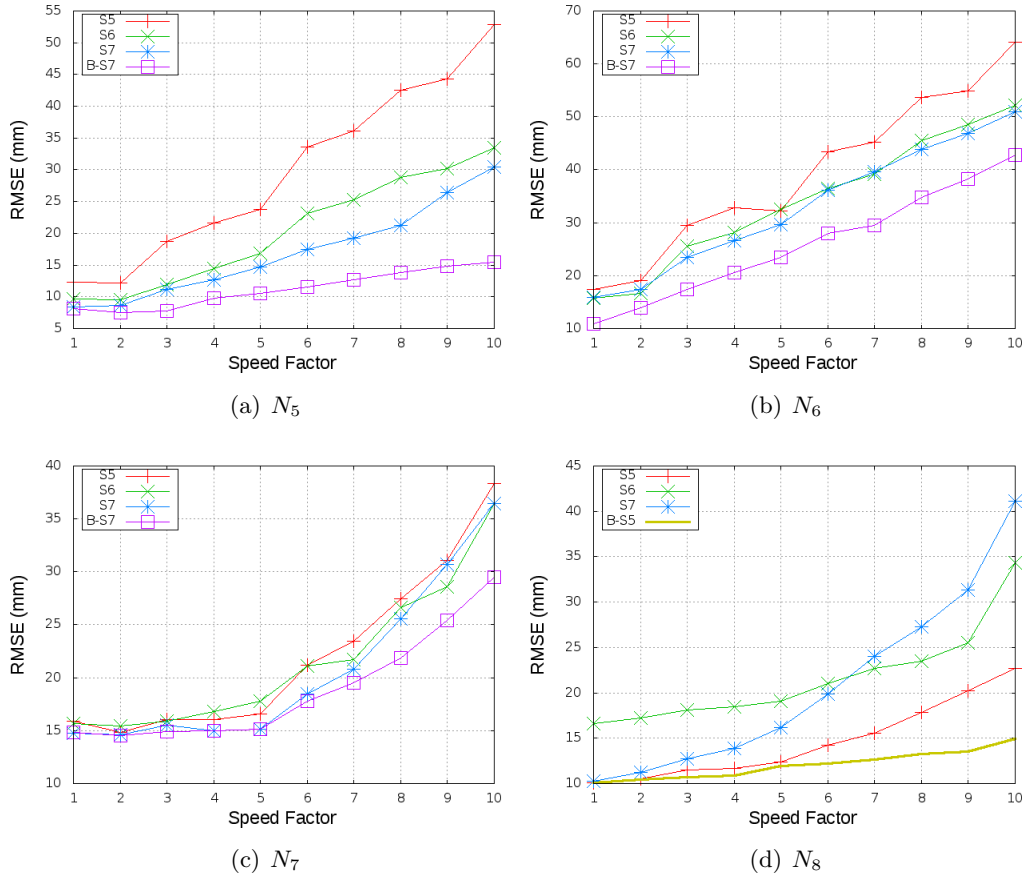 55
50
45
40
35
30
25
20
15
10
5
RMSE (mm)
S5
S6
S7
B-S7
1 2 3 4 5 6 7 8 9 10
Speed Factor
(a) N5
70
60
50
40
30
20
10
RMSE (mm)
S5
S6
S7
B-S7
1 2 3 4 5 6 7 8 9 10
Speed Factor
(b) N6
40
35
30
25
20
15
10
RMSE (mm)
S5
S6
S7
B-S7
1 2 3 4 5 6 7 8 9 10
Speed Factor
(c) N7
45
40
35
30
25
20
15
10
RMSE (mm)
S5
S6
S7
B-S5
1 2 3 4 5 6 7 8 9 10
Speed Factor
(d) N8